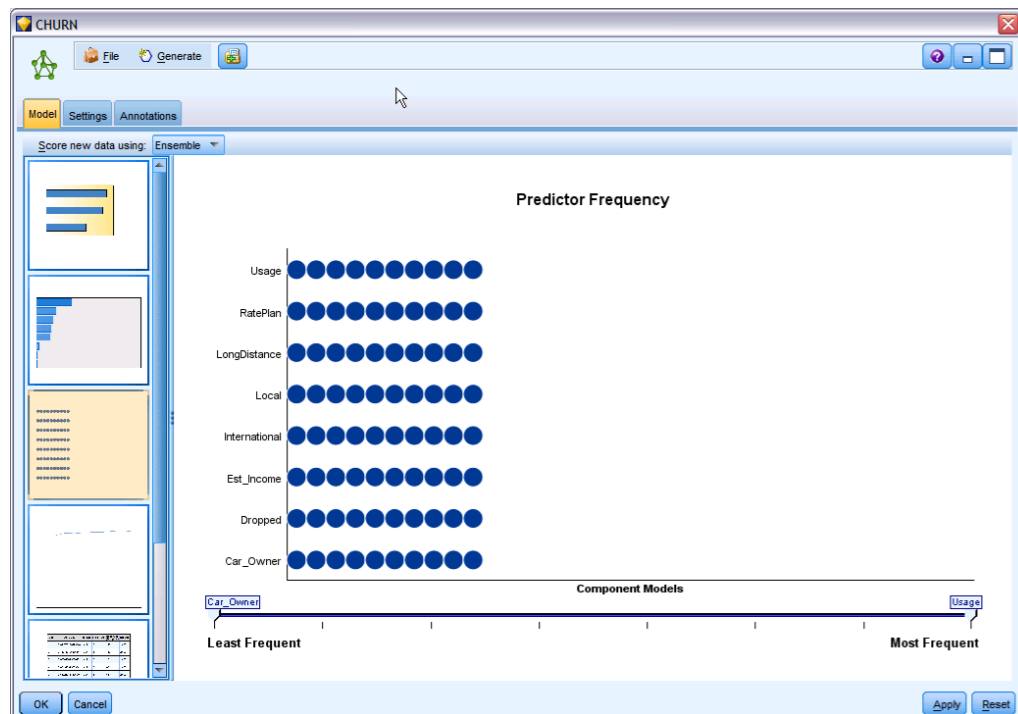 CHURN
File Generate
Model Settings Annotations
Score new data using: Ensemble
Predictor Frequency
Usage
RatePlan
LongDistance
Local
International
Est_Income
Dropped
Car_Owner
Component Models
Car_Owner Usage
Least Frequent Most Frequent
OK Cancel Apply Reset